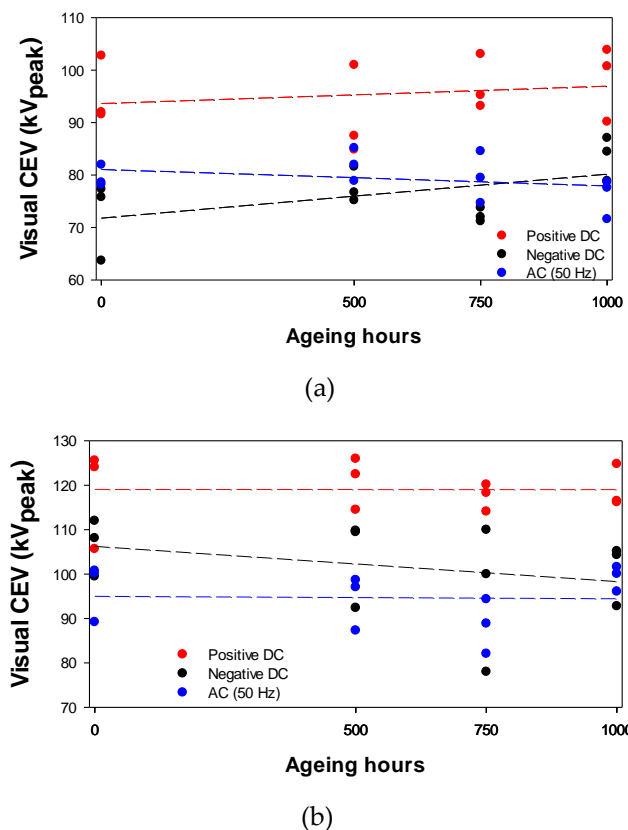 110
100
90
80
70
60
Visual CEV (kVpeak)
Positive DC
Negative DC
AC (50 Hz)
0 500 750 1000
Ageing hours
(a)
130
120
110
100
90
80
70
Visual CEV (kVpeak)
Positive DC
Negative DC
AC (50 Hz)
0 500 750 1000
Ageing hours
(b)